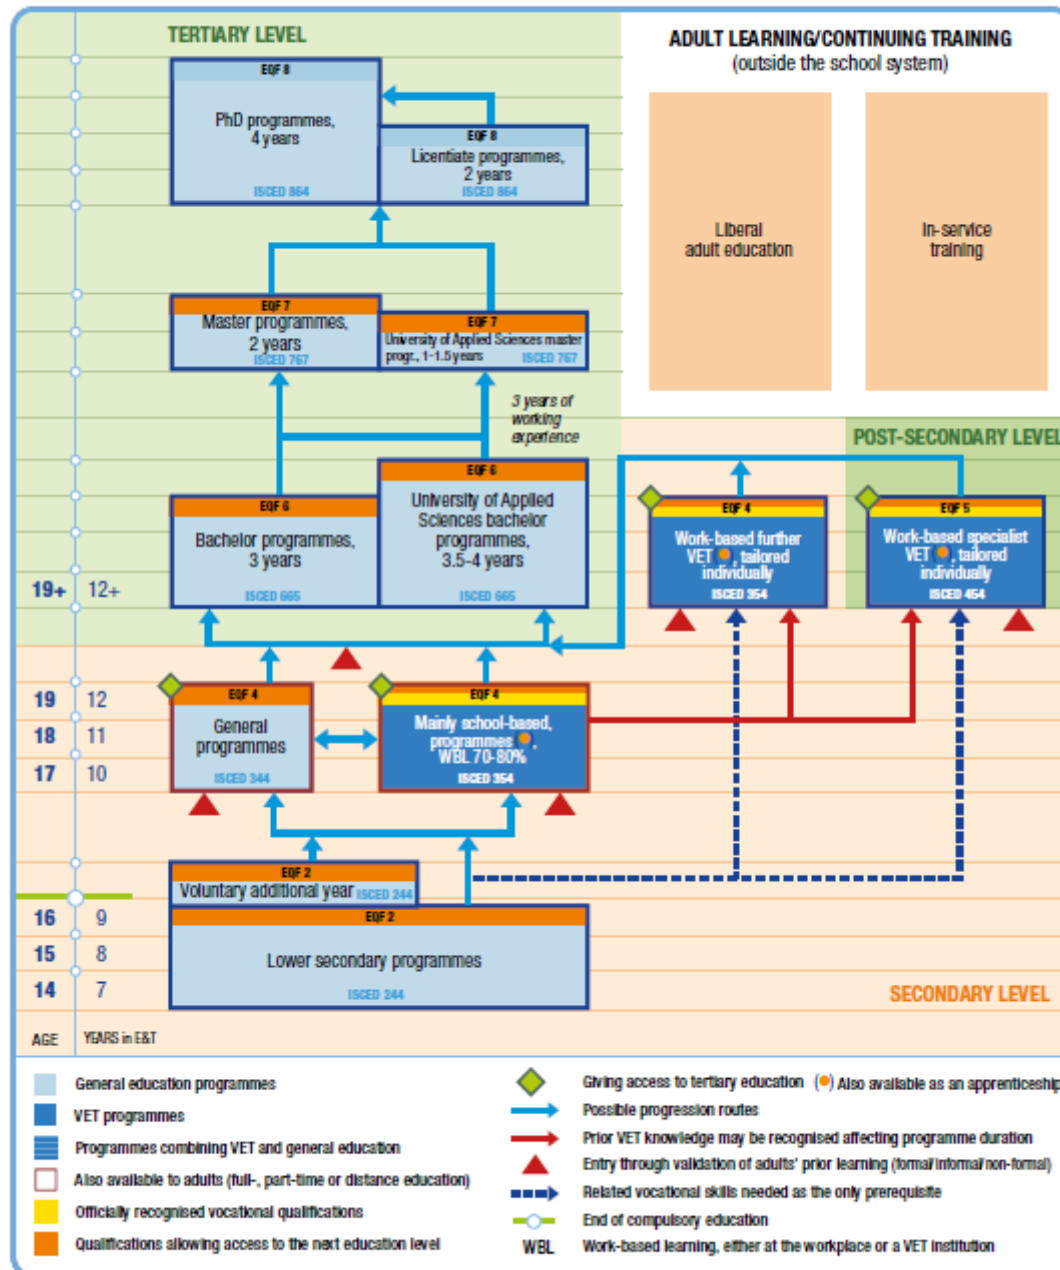 TERTIARY LEVEL
ADULT LEARNING/CONTINUING TRAINING
(outside the school system)
EQF 8
PhD programmes,
4 years
ISCED 864
EQF 8
Licentiate programmes,
2 years
ISCED 864
Liberal
adult education
In-service
training
EQF 7
Master programmes,
2 years
ISCED 767
EQF 7
University of Applied Sciences master
progr., 1-1.5 years ISCED 767
3 years of
working
experience
POST-SECONDARY LEVEL
EQF 6
Bachelor programmes,
3 years
ISCED 665
EQF 6
University of Applied
Sciences bachelor
programmes,
3.5-4 years
ISCED 665
EQF 4
Work-based further
VET ( ), tailored
individually
ISCED 354
EQF 5
Work-based specialist
VET ( ), tailored
individually
ISCED 454
19+ 12+
19 12
18 11
17 10
EQF 4
General
programmes
ISCED 344
EQF 4
Mainly school-based,
programmes ( ),
WBL 70-80%
ISCED 354
EQF 2
Voluntary additional year ISCED 244
EQF 2
Lower secondary programmes
ISCED 244
16 9
15 8
14 7
SECONDARY LEVEL
AGE YEARS in E&T
General education programmes
VET programmes
Programmes combining VET and general education
Also available to adults (full-, part-time or distance education)
Officially recognised vocational qualifications
Qualifications allowing access to the next education level
Giving access to tertiary education ( ) Also available as an apprenticeship
Possible progression routes
Prior VET knowledge may be recognised affecting programme duration
Entry through validation of adults' prior learning (formal/informal/non-formal)
Related vocational skills needed as the only prerequisite
End of compulsory education
WBL Work-based learning, either at the workplace or a VET institution